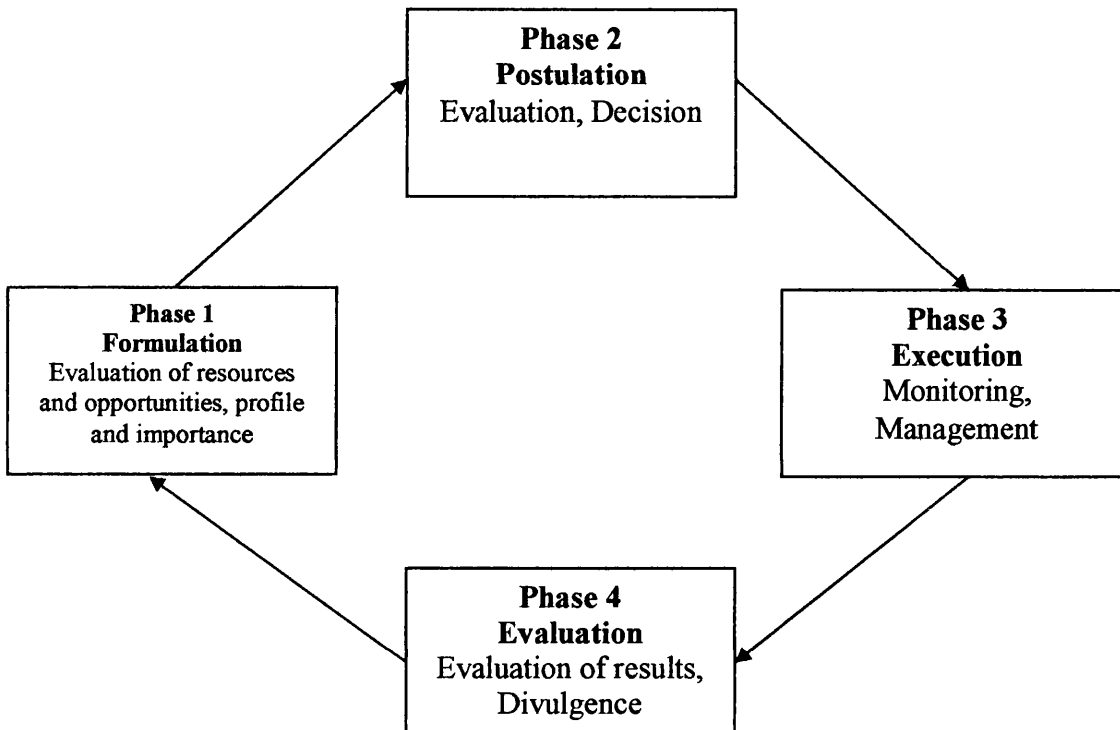 Phase 2
Postulation
Evaluation, Decision
Phase 1
Formulation
Evaluation of resources
and opportunities, profile
and importance
Phase 3
Execution
Monitoring,
Management
Phase 4
Evaluation
Evaluation of results,
Divulgence